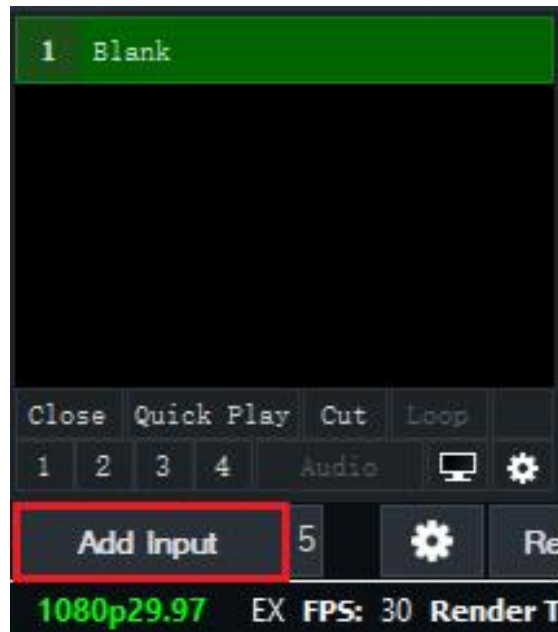 1 Blank
Close Quick Play Cut Loop
1 2 3 4 Audio
Add Input 5 Re
1080p29.97 EX FPS: 30 Render T